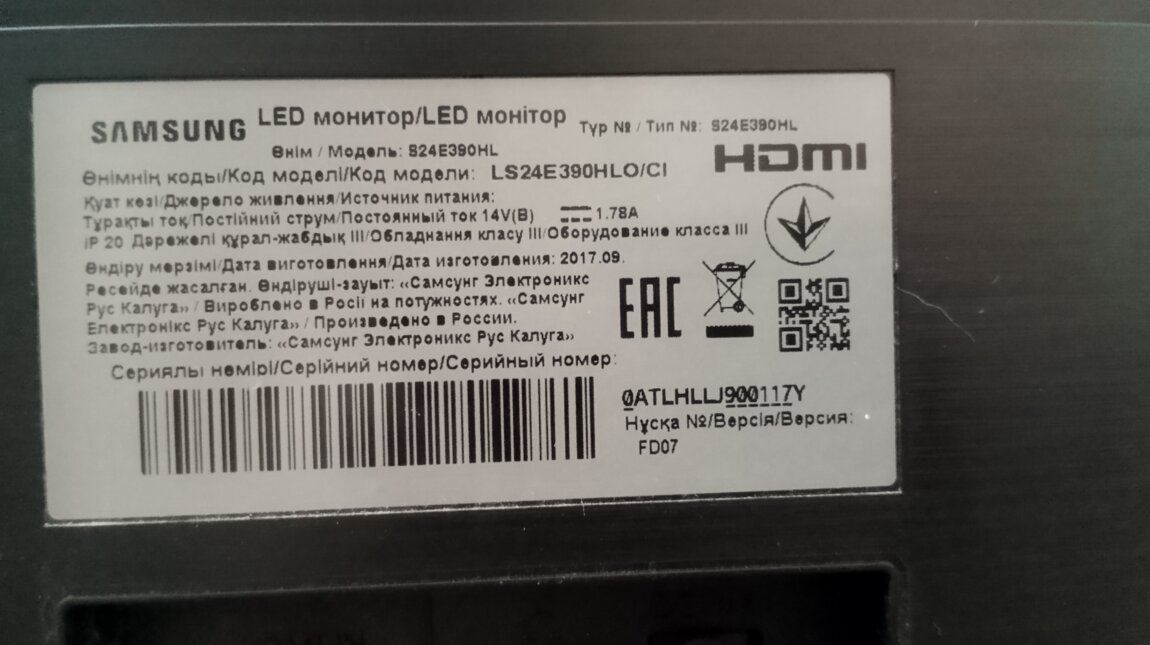 SAMSUNG LED монитор/LED монітор
Түр № / Тип №: S24E390HL
Өнім / Модель: S24E390HL
HDMI
Өнімнің коды/Код моделі/Код модели: LS24E390HLO/CI
Қуат көзі/Джерело живлення/Источник питания:
Тұрақты ток/Постійний струм/Постоянный ток 14V(В) 1.78A
IP 20 Дәрежелі құрал-жабдық III/Обладнання класу III/Оборудование класса III
Өндіру мерзімі/Дата виготовлення/Дата изготовления: 2017.09.
Ресейде жасалған. Өндіруші-зауыт: «Самсунг Электроникс
Рус Калуга» / Вироблено в Росії на потужностях. «Самсунг
Електронікс Рус Калуга» / Произведено в России.
Завод-изготовитель: «Самсунг Электроникс Рус Калуга»
EAC
Сериялы немірі/Серійний номер/Серийный номер:
0ATLHLLJ900117Y
Нұсқа №/Версія/Версия:
FD07